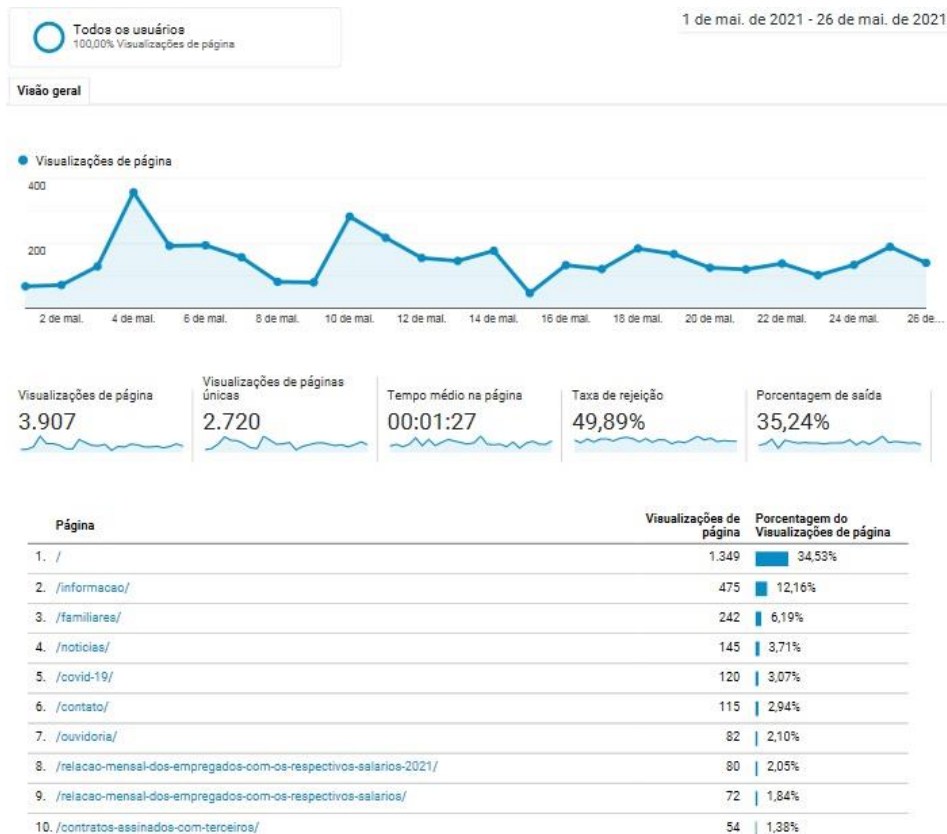 Todos os usuários
100,00% Visualizações de página
1 de mai. de 2021 - 26 de mai. de 2021
Visão geral
Visualizações de página
400
200
2 de mai. 4 de mai. 6 de mai. 8 de mai. 10 de mai. 12 de mai. 14 de mai. 16 de mai. 18 de mai. 20 de mai. 22 de mai. 24 de mai. 26 de...
Visualizações de página
3.907
Visualizações de páginas
únicas
2.720
Tempo médio na página
00:01:27
Taxa de rejeição
49,89%
Porcentagem de saída
35,24%
Página Visualizações de página Porcentagem do Visualizações de página
1. / 1.349 34,53%
2. /informacao/ 475 12,16%
3. /familiares/ 242 6,19%
4. /noticias/ 145 3,71%
5. /covid-19/ 120 3,07%
6. /contato/ 115 2,94%
7. /ouvidoria/ 82 2,10%
8. /relacao-mensal-dos-empregados-com-os-respectivos-salarios-2021/ 80 2,05%
9. /relacao-mensal-dos-empregados-com-os-respectivos-salarios/ 72 1,84%
10. /contratos-assinados-com-terceiros/ 54 1,38%